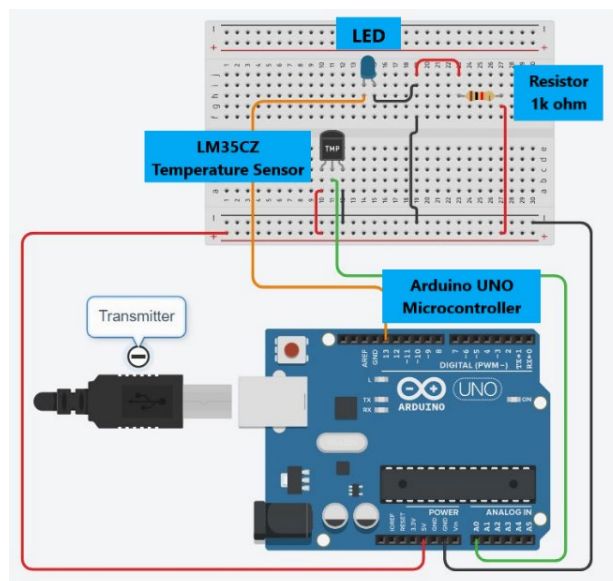 LED
Resistor
1k ohm
LM35CZ
Temperature Sensor
TMP
Arduino UNO
Microcontroller
Transmitter
AREF
GND
13
12
~11
~10
~9
8
7
~6
~5
4
~3
2
TX→1
RX←0
DIGITAL (PWM~)
L
TX
RX
ARDUINO
UNO
ON
POWER
ANALOG IN
IOREF
RESET
3.3V
5V
GND
GND
Vin
A0
A1
A2
A3
A4
A5